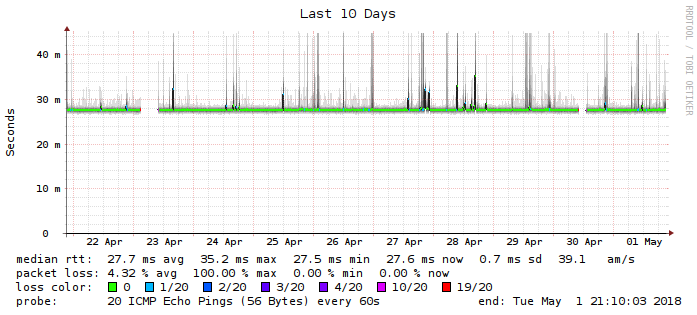 Last 10 Days
RRDTOOL / TOBI OETIKER
Seconds
40 m
30 m
20 m
10 m
0
22 Apr 23 Apr 24 Apr 25 Apr 26 Apr 27 Apr 28 Apr 29 Apr 30 Apr 01 May
median rtt: 27.7 ms avg 35.2 ms max 27.5 ms min 27.6 ms now 0.7 ms sd 39.1 am/s
packet loss: 4.32 % avg 100.00 % max 0.00 % min 0.00 % now
loss color: 0 1/20 2/20 3/20 4/20 10/20 19/20
probe: 20 ICMP Echo Pings (56 Bytes) every 60s end: Tue May 1 21:10:03 2018